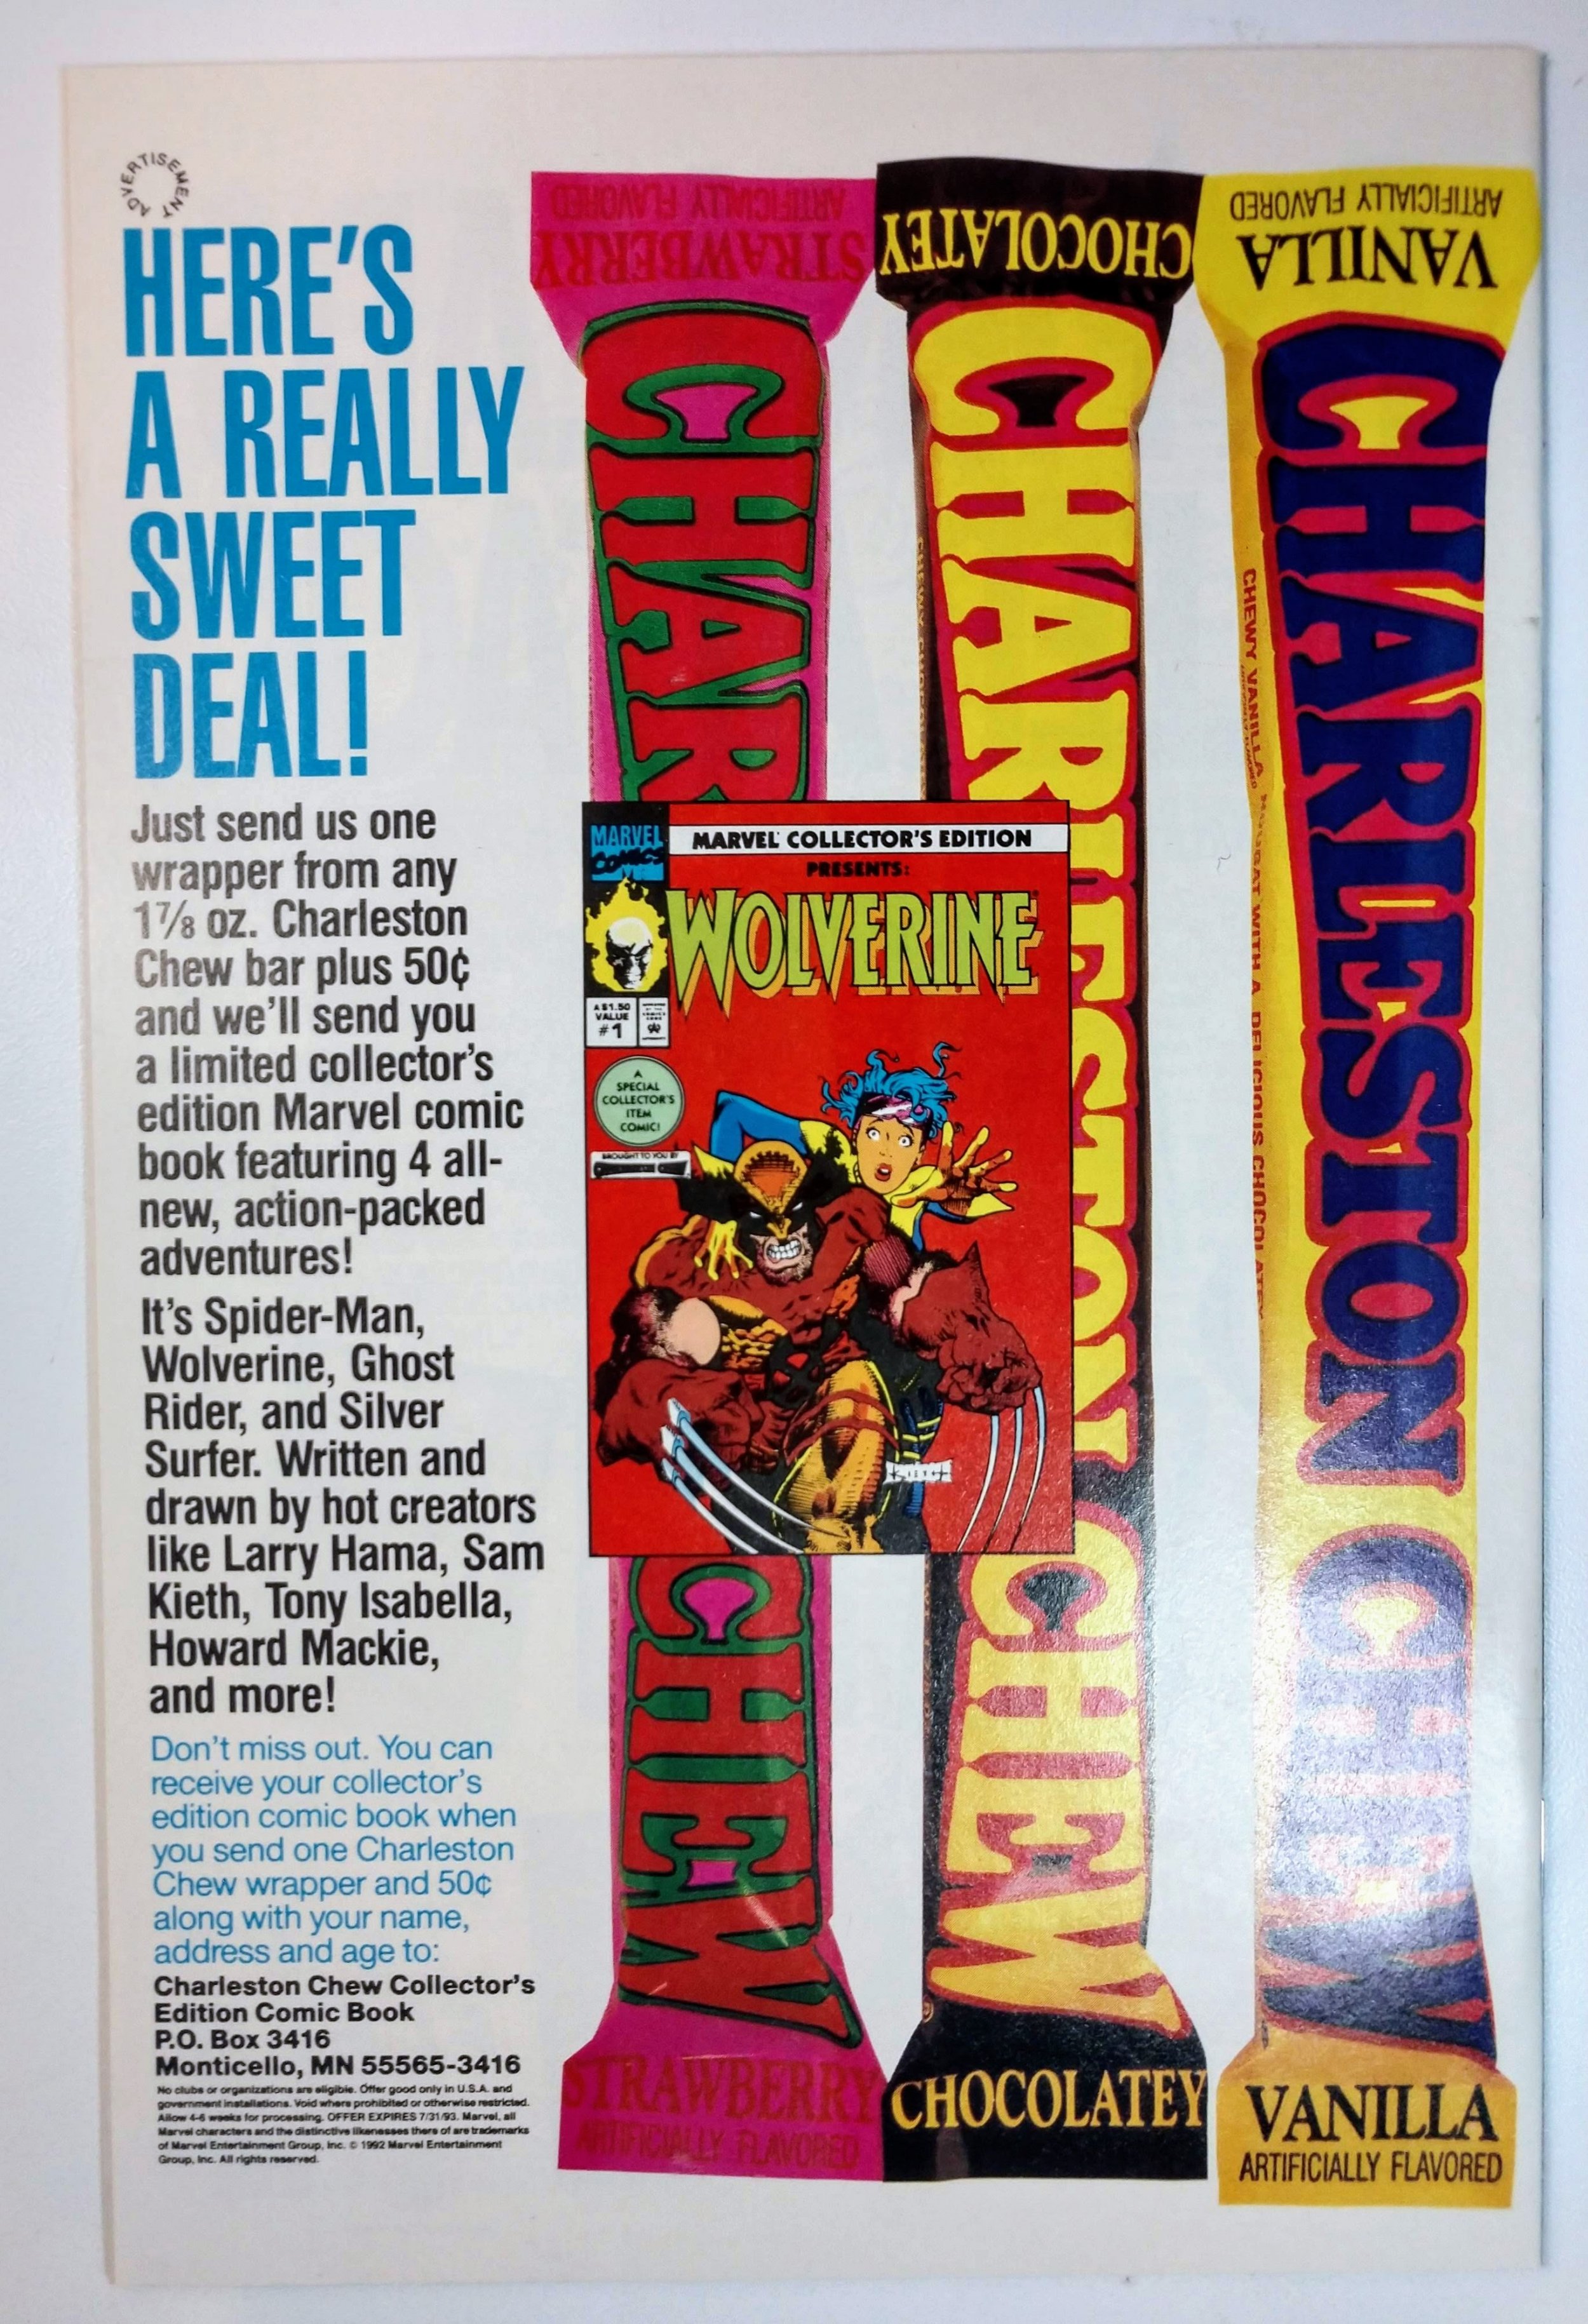 ADVERTISEMENT
HERE'S
A REALLY
SWEET
DEAL!
Just send us one
wrapper from any
1⅞ oz. Charleston
Chew bar plus 50¢
and we'll send you
a limited collector's
edition Marvel comic
book featuring 4 all-
new, action-packed
adventures!
It's Spider-Man,
Wolverine, Ghost
Rider, and Silver
Surfer. Written and
drawn by hot creators
like Larry Hama, Sam
Kieth, Tony Isabella,
Howard Mackie,
and more!
Don't miss out. You can
receive your collector's
edition comic book when
you send one Charleston
Chew wrapper and 50¢
along with your name,
address and age to:
Charleston Chew Collector's
Edition Comic Book
P.O. Box 3416
Monticello, MN 55565-3416
No clubs or organizations are eligible. Offer good only in U.S.A. and
government installations. Void where prohibited or otherwise restricted.
Allow 4-6 weeks for processing. OFFER EXPIRES 7/31/93. Marvel, all
Marvel characters and the distinctive likenesses there of are trademarks
of Marvel Entertainment Group, Inc. © 1992 Marvel Entertainment
Group, Inc. All rights reserved.
STRAWBERRY
ARTIFICIALLY FLAVORED
CHAR
CHEW
STRAWBERRY
ARTIFICIALLY FLAVORED
MARVEL
COMICS
MARVEL COLLECTOR'S EDITION
PRESENTS:
WOLVERINE
A $1.50
VALUE
#1
A
SPECIAL
COLLECTOR'S
ITEM
COMIC!
BROUGHT TO YOU BY
CHOCOLATEY
CHARLESTON CHEW
CHOCOLATEY
VANILLA
ARTIFICIALLY FLAVORED
CHARLESTON CHEW
CHEWY VANILLA NOUGAT WITH A DELICIOUS CHOCOLATEY
VANILLA
ARTIFICIALLY FLAVORED